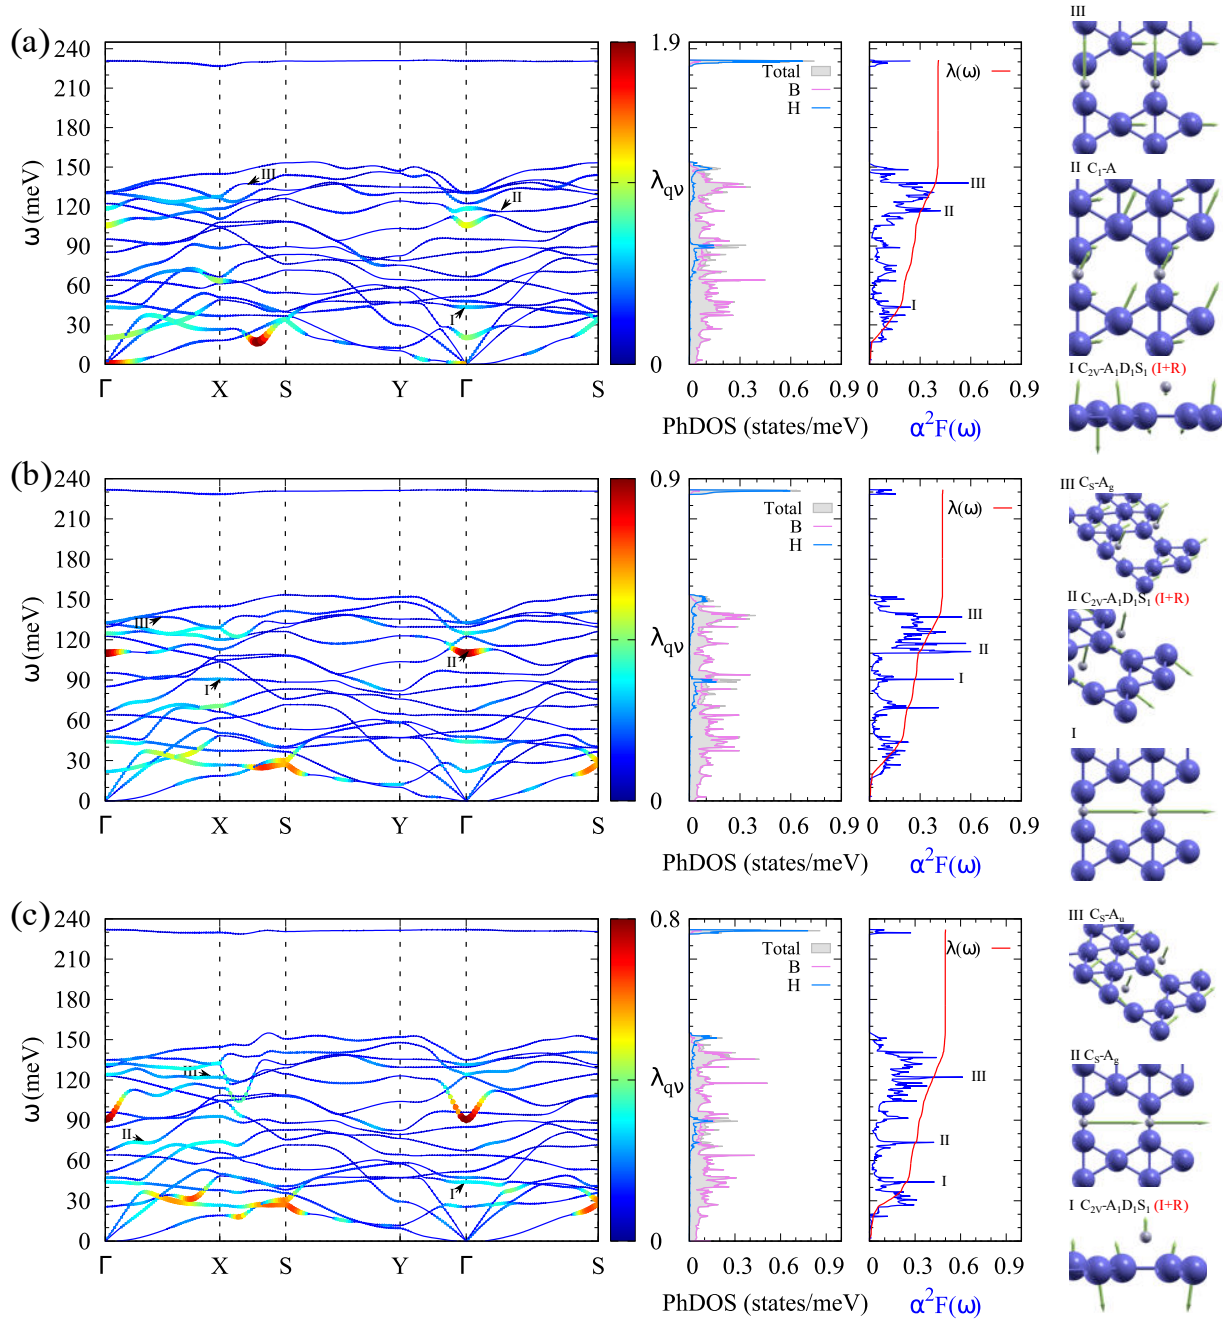 (a)
240
210
180
150
120
90
60
30
0
ω(meV)
Γ
X
S
Y
Γ
S
III
II
I
1.9
λqν
0
Total
B
H
0
0.3
0.6
0.9
PhDOS (states/meV)
λ(ω)
III
II
I
0
0.3
0.6
0.9
α²F(ω)
III
II C₁-A
I C₂ᵥ-A₁D₁S₁ (I+R)
(b)
240
210
180
150
120
90
60
30
0
ω(meV)
Γ
X
S
Y
Γ
S
III
I
II
0.9
λqν
0
Total
B
H
0
0.3
0.6
0.9
PhDOS (states/meV)
λ(ω)
III
II
I
0
0.3
0.6
0.9
α²F(ω)
III Cₛ-A_g
II C₂ᵥ-A₁D₁S₁ (I+R)
I
(c)
240
210
180
150
120
90
60
30
0
ω(meV)
Γ
X
S
Y
Γ
S
III
II
I
0.8
λqν
0
Total
B
H
0
0.3
0.6
0.9
PhDOS (states/meV)
λ(ω)
III
II
I
0
0.3
0.6
0.9
α²F(ω)
III Cₛ-Aᵤ
II Cₛ-A_g
I C₂ᵥ-A₁D₁S₁ (I+R)